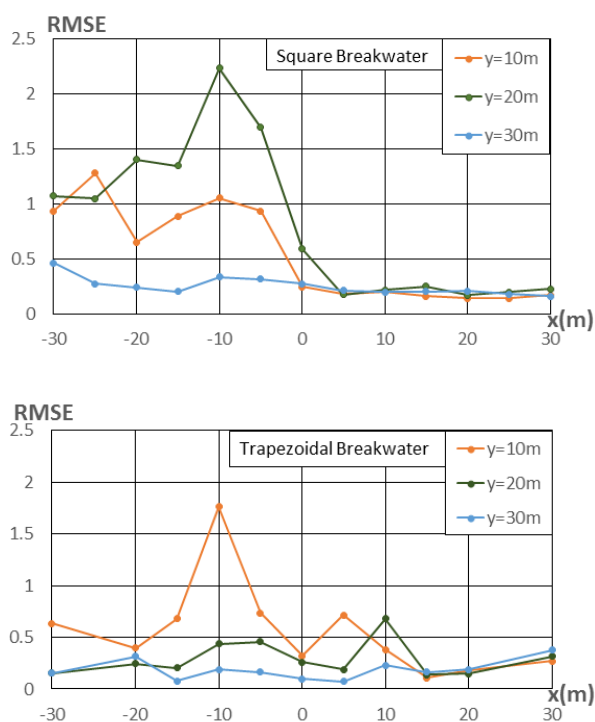 RMSE
2.5
Square Breakwater
y=10m
y=20m
y=30m
2
1.5
1
0.5
0
-30 -20 -10 0 10 20 30
x(m)
RMSE
2.5
Trapezoidal Breakwater
y=10m
y=20m
y=30m
2
1.5
1
0.5
0
-30 -20 -10 0 10 20 30
x(m)